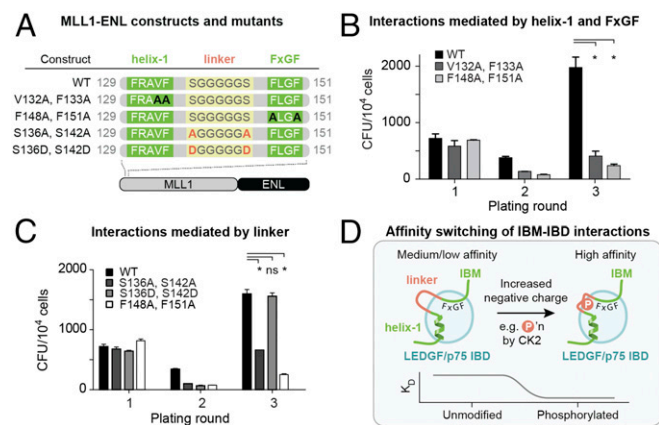 A
MLL1-ENL constructs and mutants
Construct helix-1 linker FxGF
WT 129 FRAVF SGGGGGS FLGF 151
V132A, F133A 129 FRAAA SGGGGGS FLGF 151
F148A, F151A 129 FRAVF SGGGGGS ALGA 151
S136A, S142A 129 FRAVF AGGGGGA FLGF 151
S136D, S142D 129 FRAVF DGGGGGD FLGF 151
MLL1 ENL
B
Interactions mediated by helix-1 and FxGF
WT
V132A, F133A
F148A, F151A
* *
CFU/10⁴ cells
2000
1000
0
1 2 3
Plating round
C
Interactions mediated by linker
WT
S136A, S142A
S136D, S142D
F148A, F151A
* ns *
CFU/10⁴ cells
2000
1000
0
1 2 3
Plating round
D
Affinity switching of IBM-IBD interactions
Medium/low affinity High affinity
linker IBM
FxGF
helix-1
LEDGF/p75 IBD
Increased
negative charge
e.g. P'n
by CK2
IBM
P
FxGF
LEDGF/p75 IBD
KD
Unmodified Phosphorylated